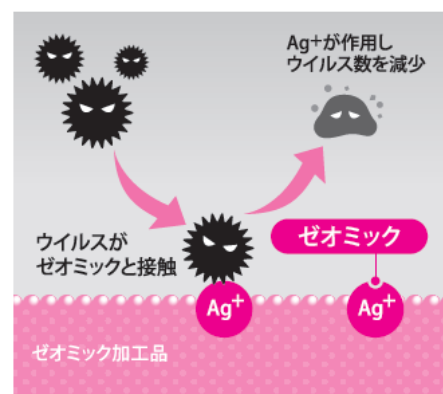 Ag+が作用し
ウイルス数を減少
ウイルスが
ゼオミックと接触
ゼオミック
Ag+
Ag+
ゼオミック加工品